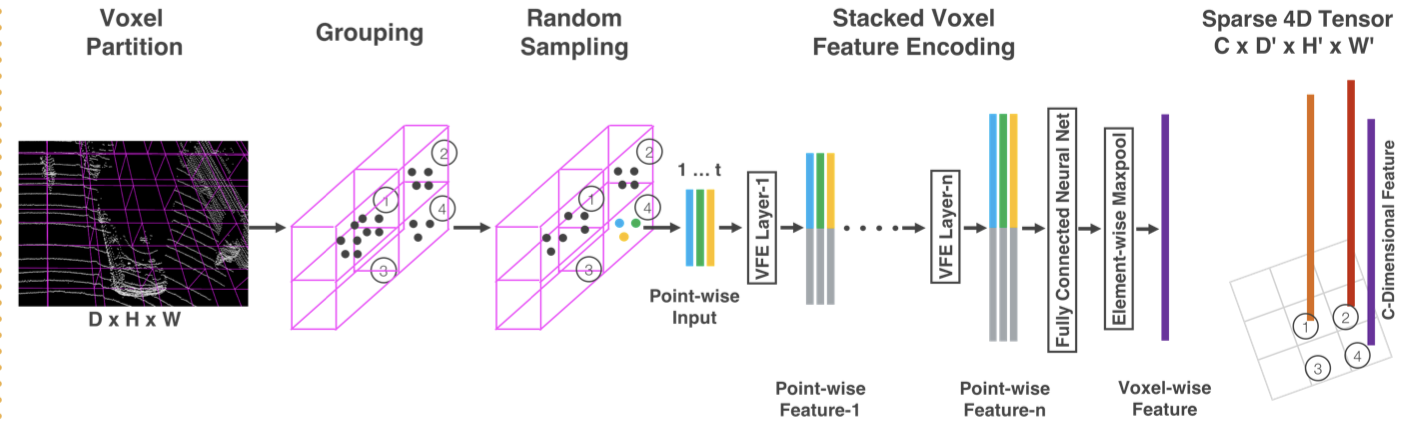 Voxel
Partition
Grouping
Random
Sampling
Stacked Voxel
Feature Encoding
Sparse 4D Tensor
C x D' x H' x W'
D x H x W
1
2
3
4
1
2
3
4
1 ... t
Point-wise
Input
VFE Layer-1
Point-wise
Feature-1
VFE Layer-n
Point-wise
Feature-n
Fully Connected Neural Net
Element-wise Maxpool
Voxel-wise
Feature
C-Dimensional Feature
1
2
3
4